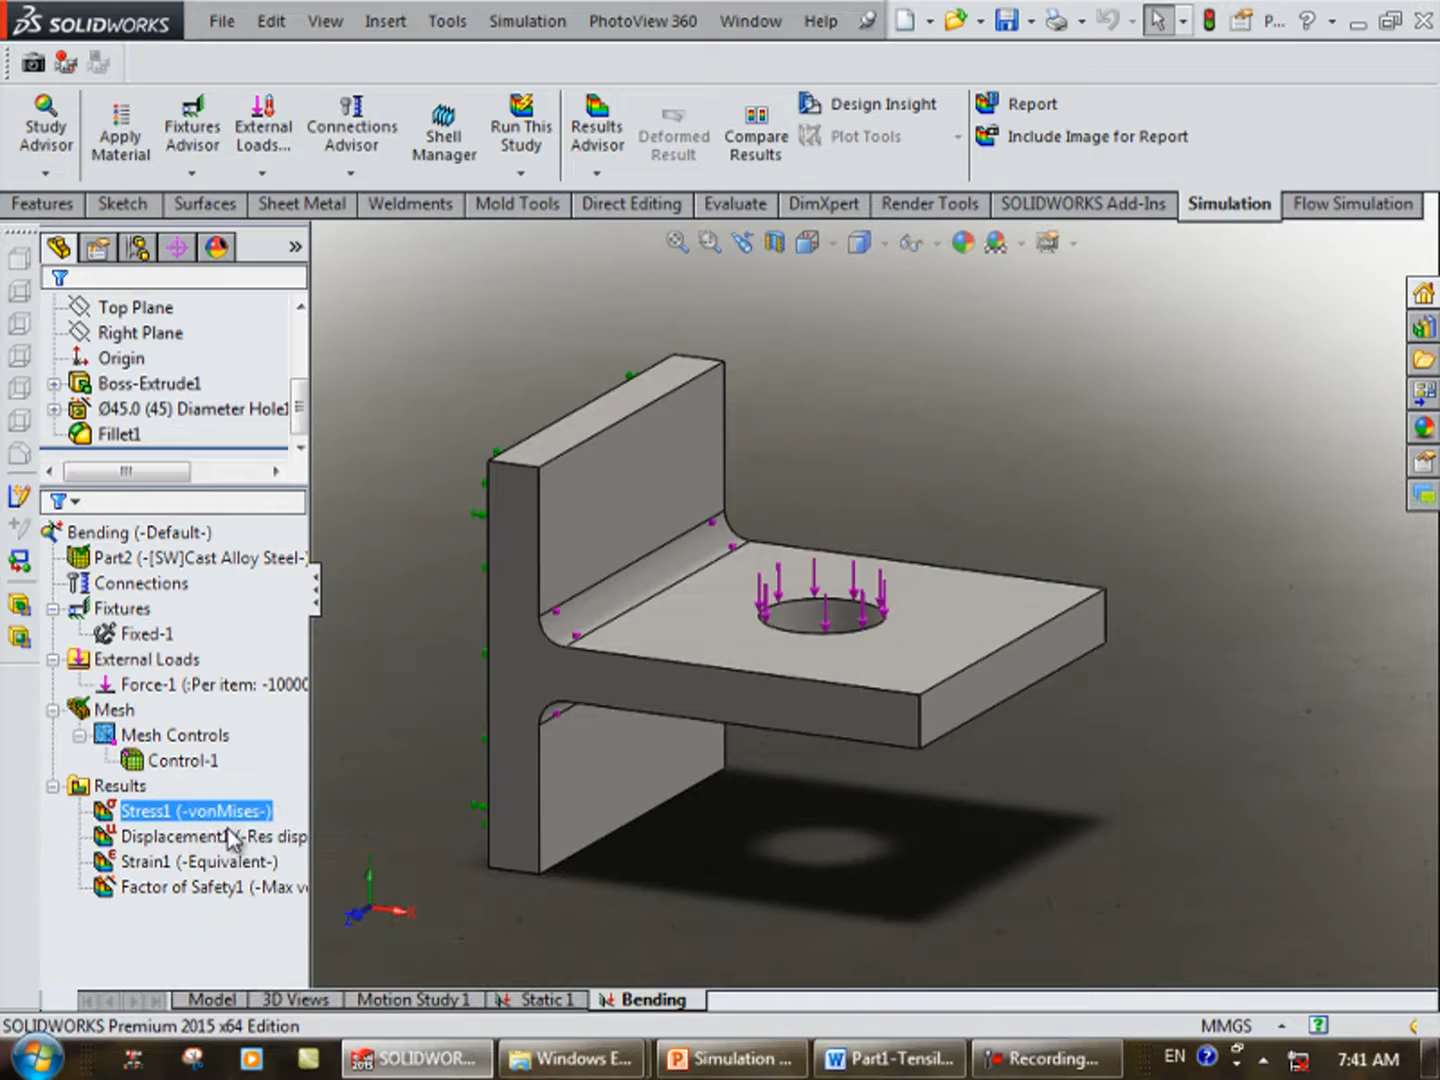 SOLIDWORKS File Edit View Insert Tools Simulation PhotoView 360 Window Help P... ?
Study Advisor
Apply Material
Fixtures Advisor
External Loads...
Connections Advisor
Shell Manager
Run This Study
Results Advisor
Deformed Result
Compare Results
Design Insight
Plot Tools
Report
Include Image for Report
Features Sketch Surfaces Sheet Metal Weldments Mold Tools Direct Editing Evaluate DimXpert Render Tools SOLIDWORKS Add-Ins Simulation Flow Simulation
Top Plane
Right Plane
Origin
Boss-Extrude1
Ø45.0 (45) Diameter Hole1
Fillet1
Bending (-Default-)
Part2 (-[SW]Cast Alloy Steel-)
Connections
Fixtures
Fixed-1
External Loads
Force-1 (:Per item: -10000
Mesh
Mesh Controls
Control-1
Results
Stress1 (-vonMises-)
Displacement1 (-Res disp
Strain1 (-Equivalent-)
Factor of Safety1 (-Max v
Model 3D Views Motion Study 1 Static 1 Bending
SOLIDWORKS Premium 2015 x64 Edition MMGS
SOLIDWOR... Windows E... Simulation ... Part1-Tensil... Recording... EN 7:41 AM